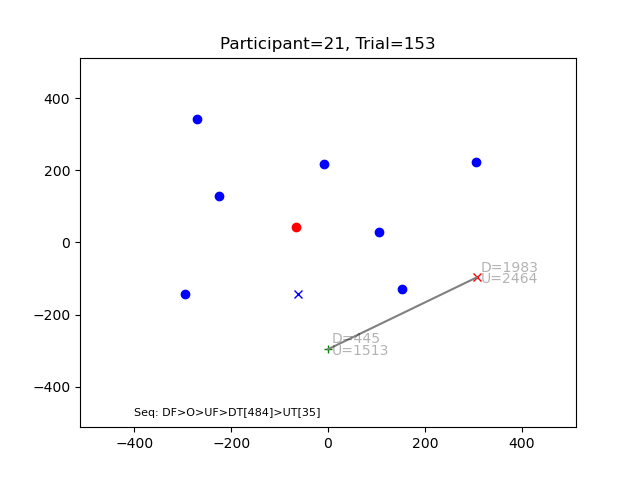 Participant=21, Trial=153
400
200
0
−200
−400
D=1983
U=2464
D=445
U=1513
Seq: DF>O>UF>DT[484]>UT[35]
−400
−200
0
200
400